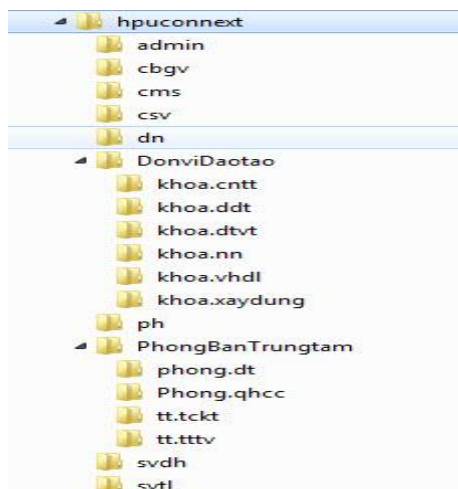 hpuconnext
admin
cbgv
cms
csv
dn
DonviDaotao
khoa.cntt
khoa.ddt
khoa.dtvt
khoa.nn
khoa.vhdl
khoa.xaydung
ph
PhongBanTrungtam
phong.dt
Phong.qhcc
tt.tckt
tt.tttv
svdh
svtl